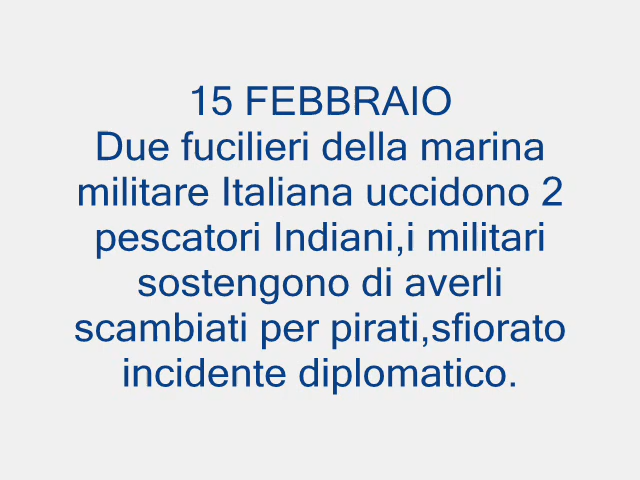 15 FEBBRAIO
Due fucilieri della marina
militare Italiana uccidono 2
pescatori Indiani,i militari
sostengono di averli
scambiati per pirati,sfiorato
incidente diplomatico.